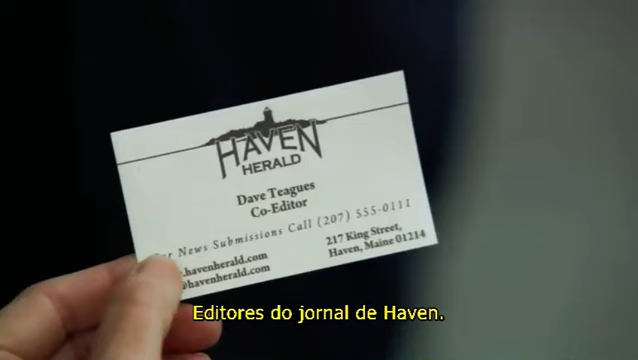 HAVEN
HERALD
Dave Teagues
Co-Editor
News Submissions Call (207) 555-0111
.havenherald.com
@havenherald.com
217 King Street,
Haven, Maine 01214
Editores do jornal de Haven.